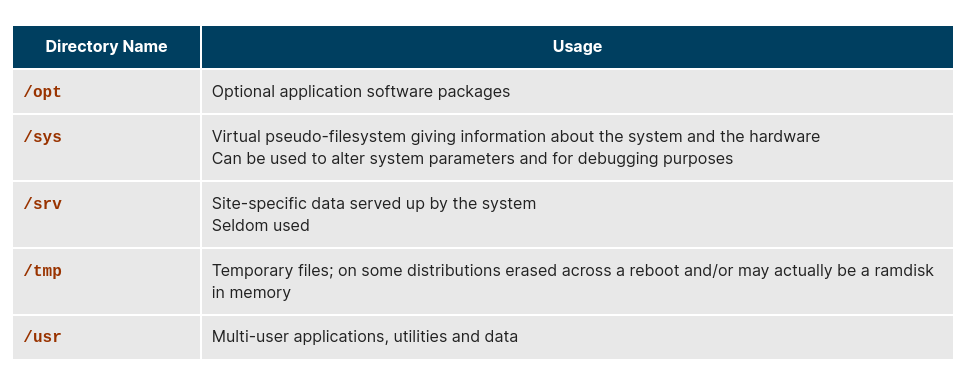 Directory Name Usage
/opt Optional application software packages
/sys Virtual pseudo-filesystem giving information about the system and the hardware
Can be used to alter system parameters and for debugging purposes
/srv Site-specific data served up by the system
Seldom used
/tmp Temporary files; on some distributions erased across a reboot and/or may actually be a ramdisk
in memory
/usr Multi-user applications, utilities and data